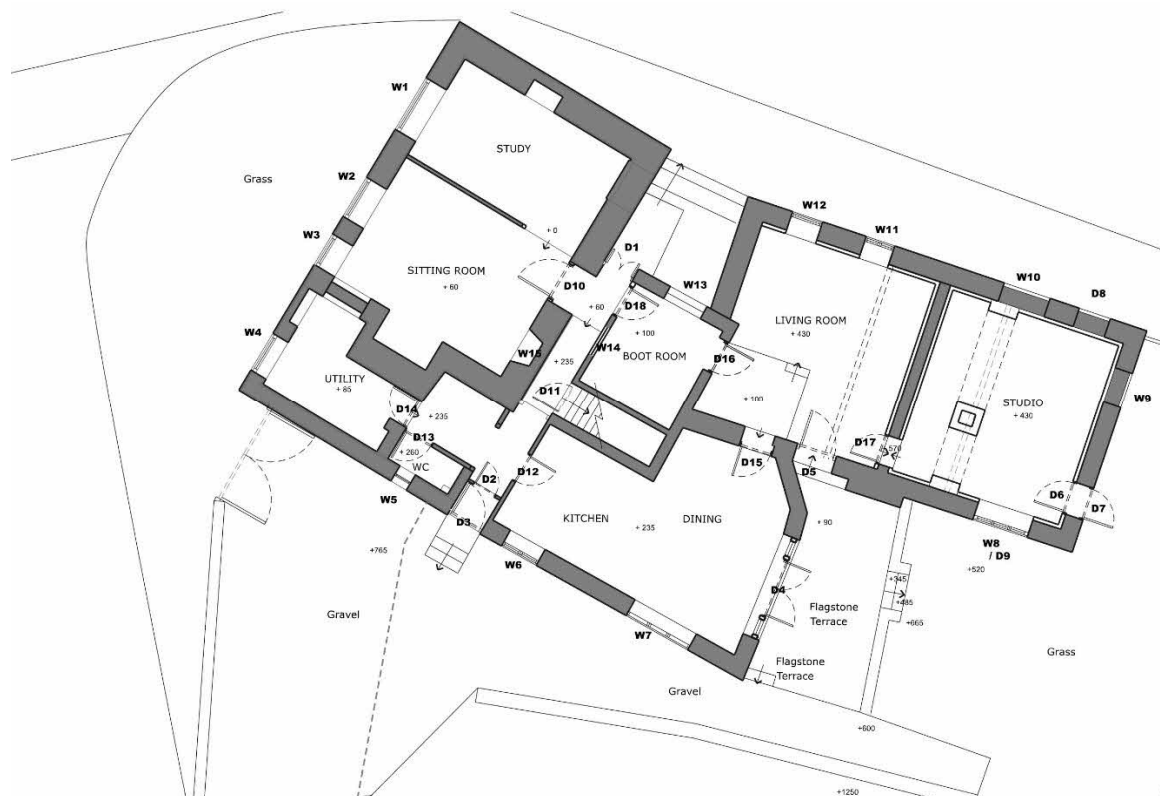 W1
STUDY
Grass
W2
W12
W11
W3
+ 0
D1
SITTING ROOM
+ 60
D10
W10
D8
W13
+ 60
D18
LIVING ROOM
+ 430
+ 100
W4
W15
W14
BOOT ROOM
D16
UTILITY
+ 85
+ 235
D11
+ 100
STUDIO
+ 430
W9
D14
+ 235
D13
+ 260
WC
D17
+ 570
D15
D5
D2
D12
W5
KITCHEN
DINING
+ 235
D3
+ 90
D6
D7
+765
W6
W8
/ D9
+520
D4
+345
+485
+665
Flagstone
Terrace
Gravel
W7
Grass
Flagstone
Terrace
Gravel
+600
+1250